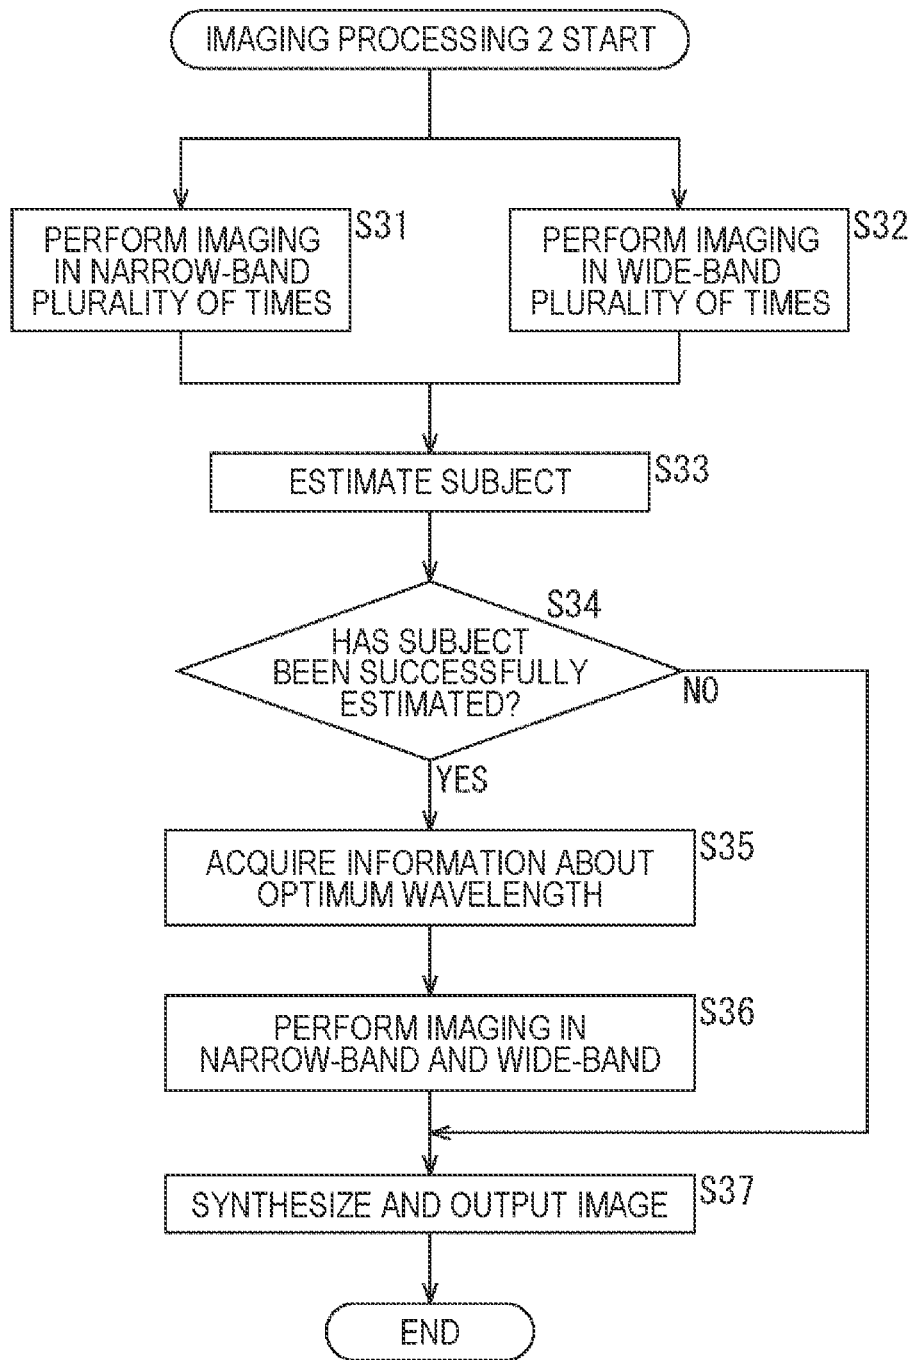 IMAGING PROCESSING 2 START
S31
PERFORM IMAGING
IN NARROW-BAND
PLURALITY OF TIMES
S32
PERFORM IMAGING
IN WIDE-BAND
PLURALITY OF TIMES
S33
ESTIMATE SUBJECT
S34
HAS SUBJECT
BEEN SUCCESSFULLY
ESTIMATED?
NO
YES
S35
ACQUIRE INFORMATION ABOUT
OPTIMUM WAVELENGTH
S36
PERFORM IMAGING IN
NARROW-BAND AND WIDE-BAND
S37
SYNTHESIZE AND OUTPUT IMAGE
END